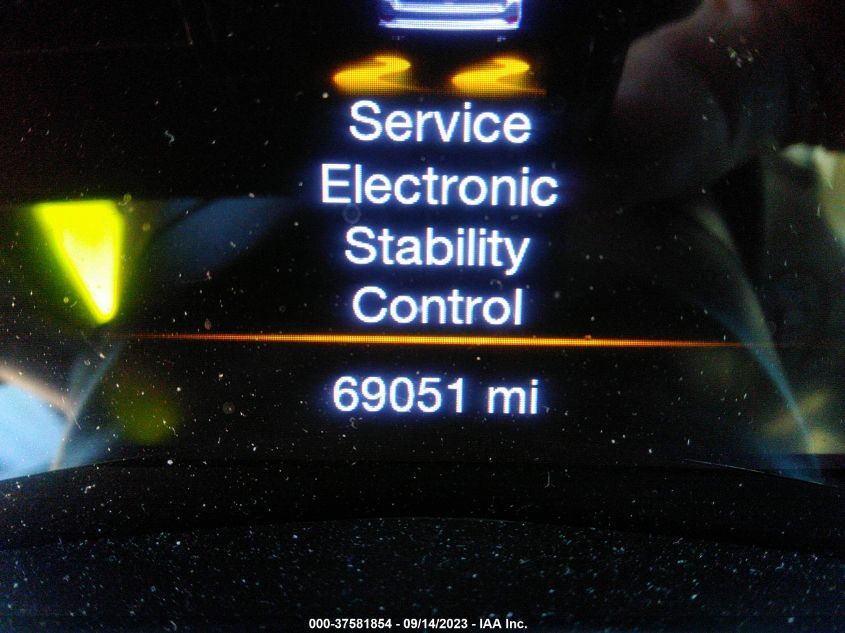 Service
Electronic
Stability
Control
69051 mi
000-37581854 - 09/14/2023 - IAA Inc.